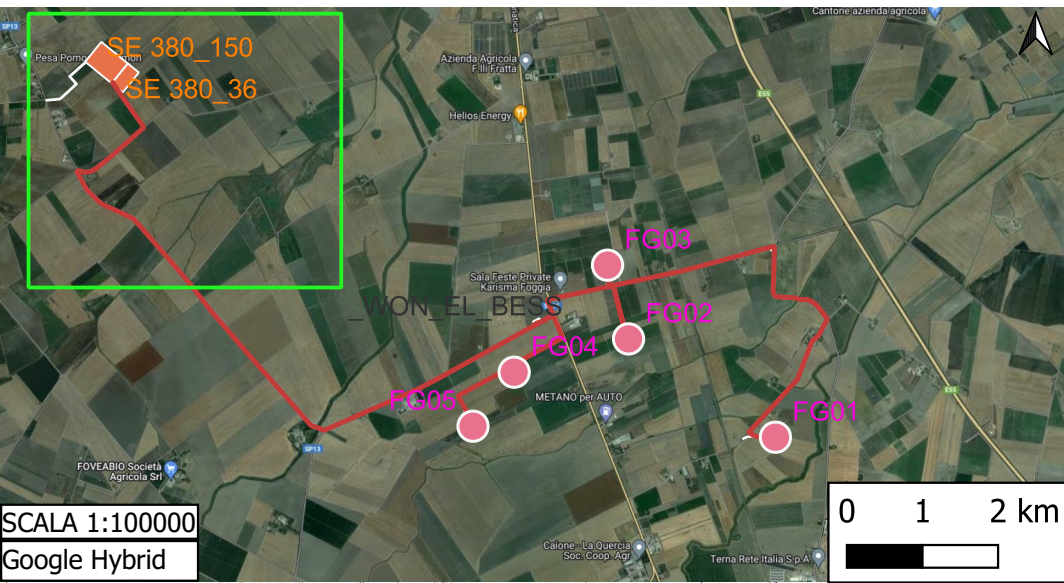 Cantone azienda agricola
SP13
SE 380_150
Pesa Pomo
SE 380_36
Azienda Agricola
F.lli Fratta
Helios Energy
E55
FG03
Sala Feste Private
Karisma Foggia
_WON_EL_BESS
FG02
FG04
METANO per AUTO
E55
FG05
FG01
SP13
FOVEABIO Società
Agricola Srl
SCALA 1:100000
Google Hybrid
Caione - La Quercia
Soc. Coop. Agr
Terna Rete Italia S.p.A
0 1 2 km